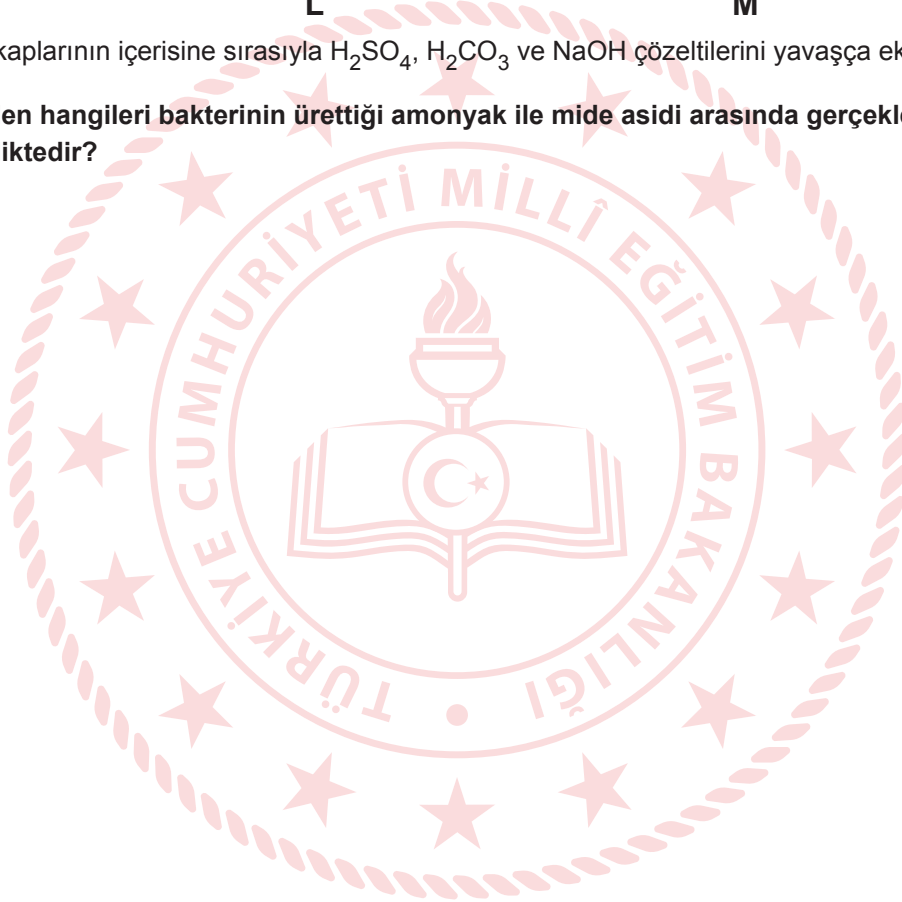 L M
kaplarının içerisine sırasıyla H₂SO₄, H₂CO₃ ve NaOH çözeltilerini yavaşça ek
en hangileri bakterinin ürettiği amonyak ile mide asidi arasında gerçekle
iktedir?
TÜRKİYE CUMHURİYETİ MİLLÎ EĞİTİM BAKANLIĞI